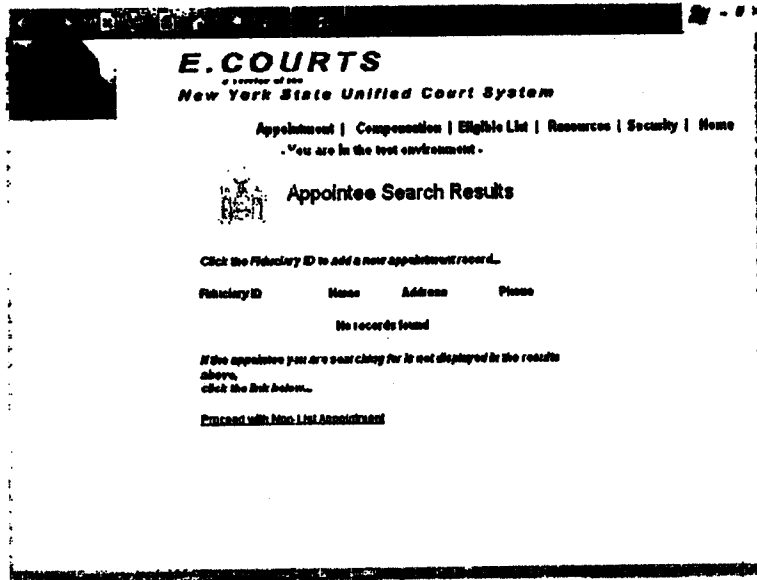 E.COURTS
a service of the
New York State Unified Court System
Appointment | Compensation | Eligible List | Resources | Security | Home
- You are in the test environment -
Appointee Search Results
Click the Fiduciary ID to add a new appointment record...
Fiduciary ID Name Address Phone
No records found
If the appointee you are searching for is not displayed in the results
above,
click the link below...
Proceed with Non-List Appointment